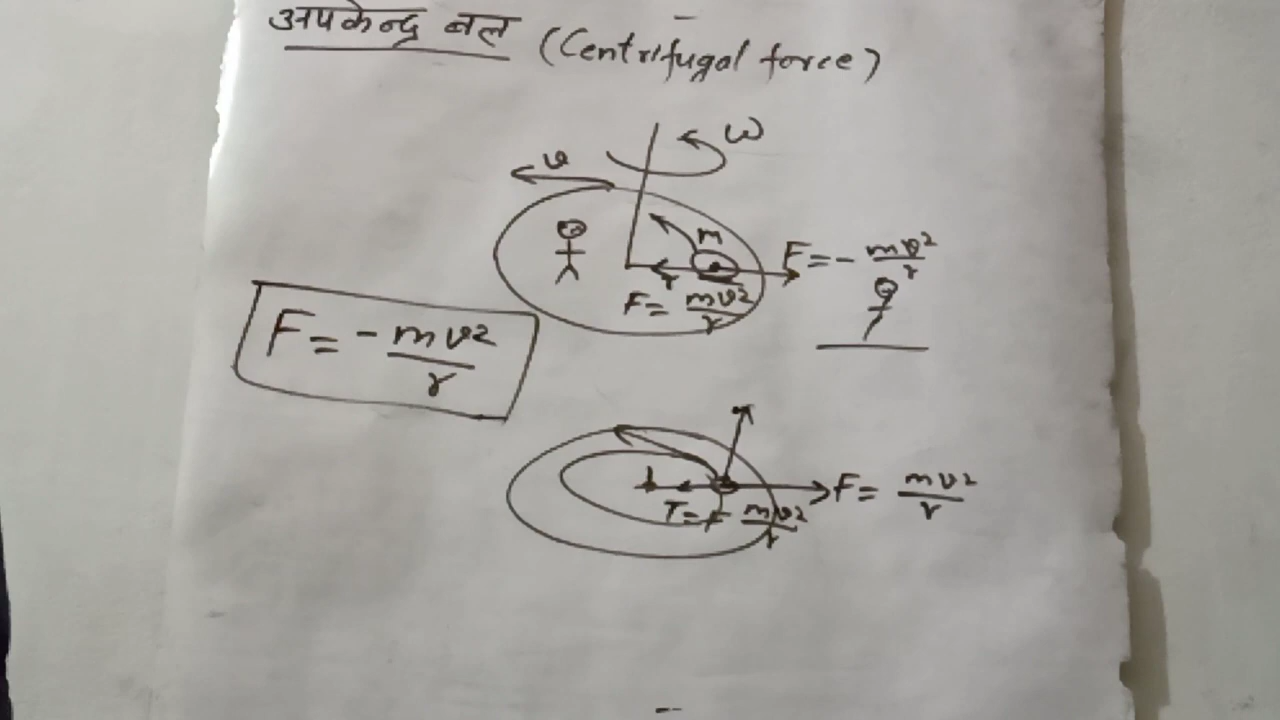 अपकेन्द्र बल (Centrifugal force)
ω
v
m
F = - mv²/r
r
F = mv²/r
F = - mv²/r
F = mv²/r
T = F mv²/r